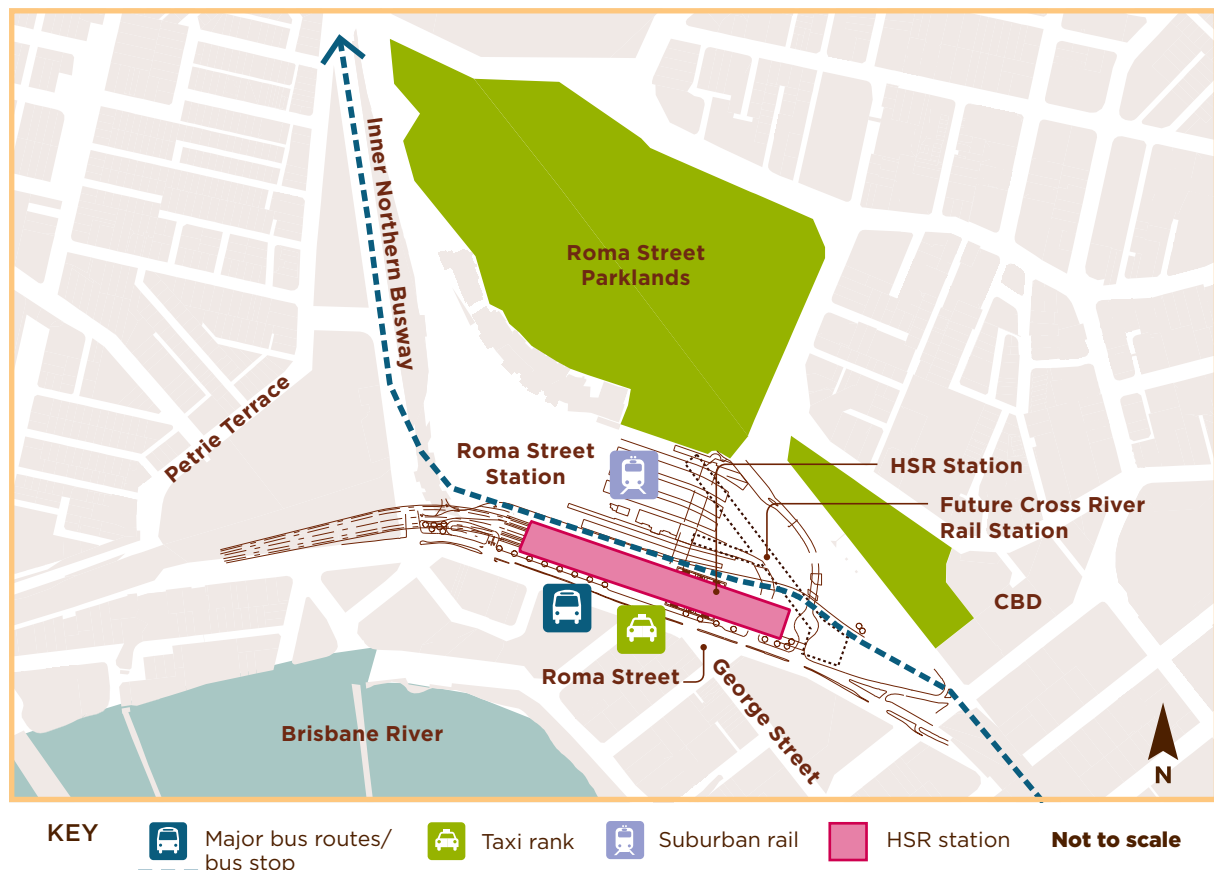 Inner Northern Busway
Roma Street
Parklands
Petrie Terrace
Roma Street
Station
HSR Station
Future Cross River
Rail Station
CBD
Roma Street
George Street
Brisbane River
N
KEY
Major bus routes/
bus stop
Taxi rank
Suburban rail
HSR station
Not to scale